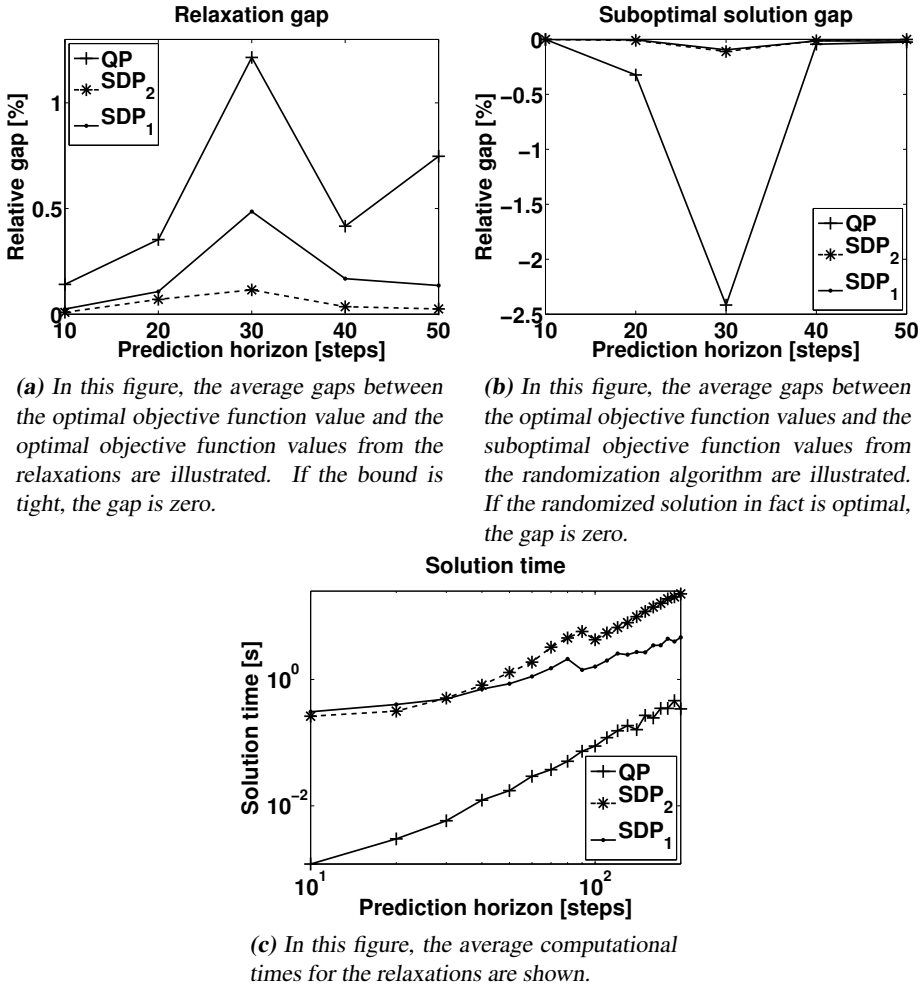 Relaxation gap
Relative gap [%]
1
0.5
0
QP
SDP2
SDP1
10 20 30 40 50
Prediction horizon [steps]
(a) In this figure, the average gaps between
the optimal objective function value and the
optimal objective function values from the
relaxations are illustrated. If the bound is
tight, the gap is zero.
Suboptimal solution gap
Relative gap [%]
0
−0.5
−1
−1.5
−2
−2.5
QP
SDP2
SDP1
10 20 30 40 50
Prediction horizon [steps]
(b) In this figure, the average gaps between
the optimal objective function values and the
suboptimal objective function values from
the randomization algorithm are illustrated.
If the randomized solution in fact is optimal,
the gap is zero.
Solution time
Solution time [s]
10^0
10^−2
QP
SDP2
SDP1
10^1 10^2
Prediction horizon [steps]
(c) In this figure, the average computational
times for the relaxations are shown.